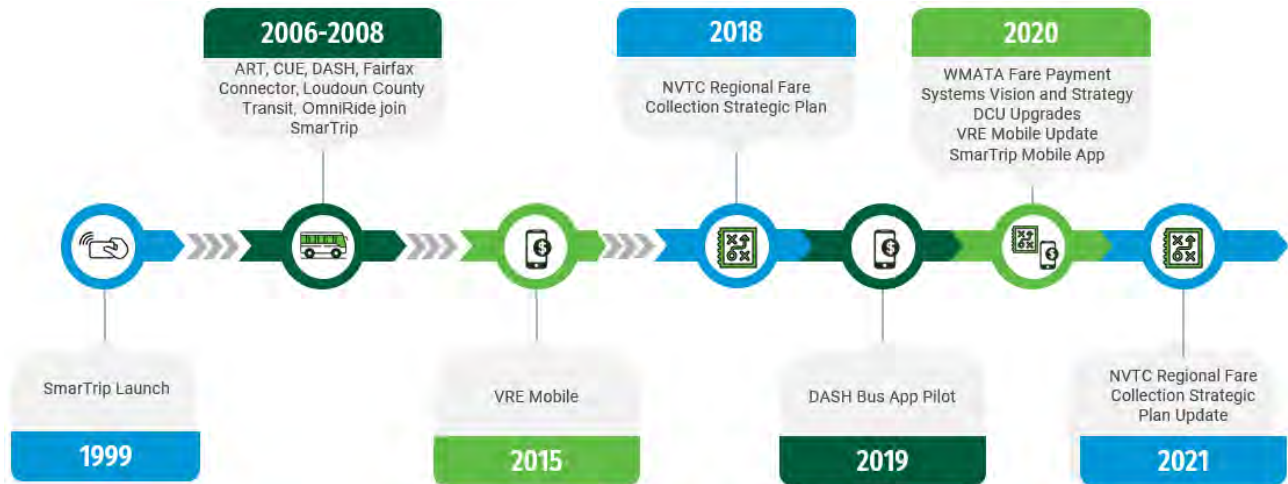 2006-2008
ART, CUE, DASH, Fairfax
Connector, Loudoun County
Transit, OmniRide join
SmarTrip
2018
NVTC Regional Fare
Collection Strategic Plan
2020
WMATA Fare Payment
Systems Vision and Strategy
DCU Upgrades
VRE Mobile Update
SmarTrip Mobile App
SmarTrip Launch
1999
VRE Mobile
2015
DASH Bus App Pilot
2019
NVTC Regional Fare
Collection Strategic
Plan Update
2021